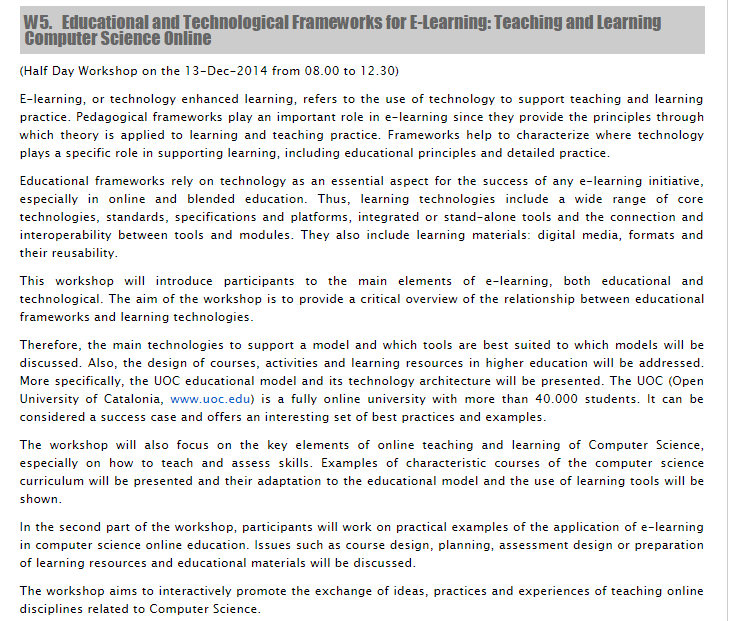 W5. Educational and Technological Frameworks for E-Learning: Teaching and Learning
Computer Science Online
(Half Day Workshop on the 13-Dec-2014 from 08.00 to 12.30)
E-learning, or technology enhanced learning, refers to the use of technology to support teaching and learning
practice. Pedagogical frameworks play an important role in e-learning since they provide the principles through
which theory is applied to learning and teaching practice. Frameworks help to characterize where technology
plays a specific role in supporting learning, including educational principles and detailed practice.
Educational frameworks rely on technology as an essential aspect for the success of any e-learning initiative,
especially in online and blended education. Thus, learning technologies include a wide range of core
technologies, standards, specifications and platforms, integrated or stand-alone tools and the connection and
interoperability between tools and modules. They also include learning materials: digital media, formats and
their reusability.
This workshop will introduce participants to the main elements of e-learning, both educational and
technological. The aim of the workshop is to provide a critical overview of the relationship between educational
frameworks and learning technologies.
Therefore, the main technologies to support a model and which tools are best suited to which models will be
discussed. Also, the design of courses, activities and learning resources in higher education will be addressed.
More specifically, the UOC educational model and its technology architecture will be presented. The UOC (Open
University of Catalonia, www.uoc.edu) is a fully online university with more than 40.000 students. It can be
considered a success case and offers an interesting set of best practices and examples.
The workshop will also focus on the key elements of online teaching and learning of Computer Science,
especially on how to teach and assess skills. Examples of characteristic courses of the computer science
curriculum will be presented and their adaptation to the educational model and the use of learning tools will be
shown.
In the second part of the workshop, participants will work on practical examples of the application of e-learning
in computer science online education. Issues such as course design, planning, assessment design or preparation
of learning resources and educational materials will be discussed.
The workshop aims to interactively promote the exchange of ideas, practices and experiences of teaching online
disciplines related to Computer Science.